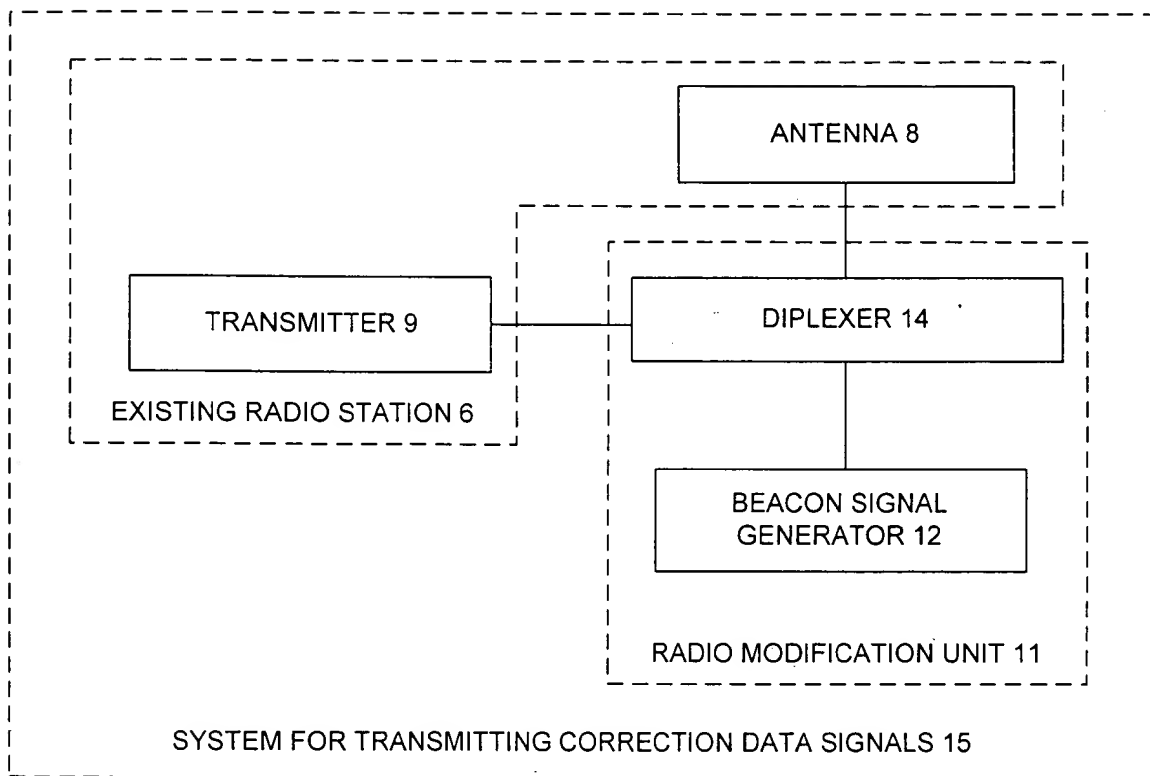 ANTENNA 8
TRANSMITTER 9
DIPLEXER 14
EXISTING RADIO STATION 6
BEACON SIGNAL
GENERATOR 12
RADIO MODIFICATION UNIT 11
SYSTEM FOR TRANSMITTING CORRECTION DATA SIGNALS 15